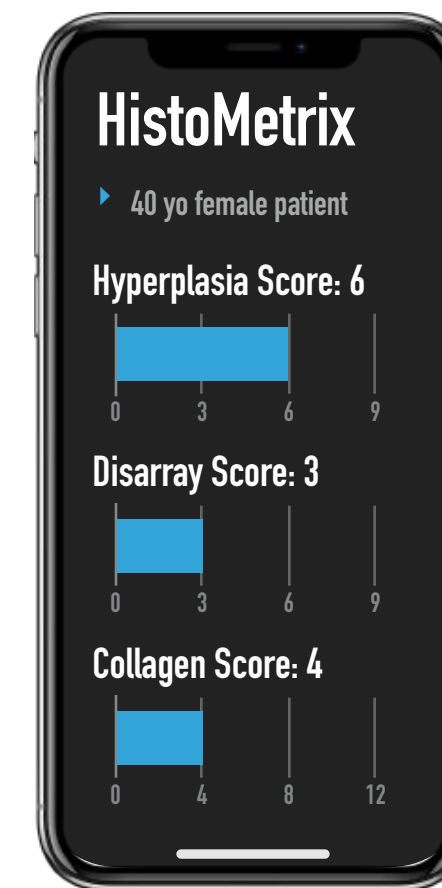 HistoMetrix
40 yo female patient
Hyperplasia Score: 6
0 3 6 9
Disarray Score: 3
0 3 6 9
Collagen Score: 4
0 4 8 12